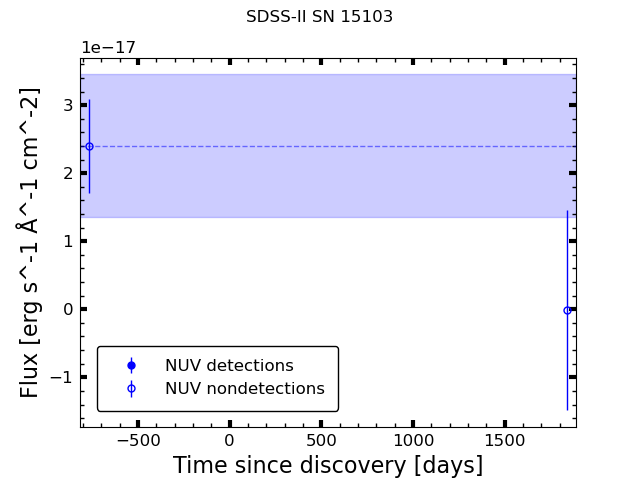 SDSS-II SN 15103
1e−17
Flux [erg s^-1 Å^-1 cm^-2]
3
2
1
0
−1
NUV detections
NUV nondetections
−500 0 500 1000 1500
Time since discovery [days]